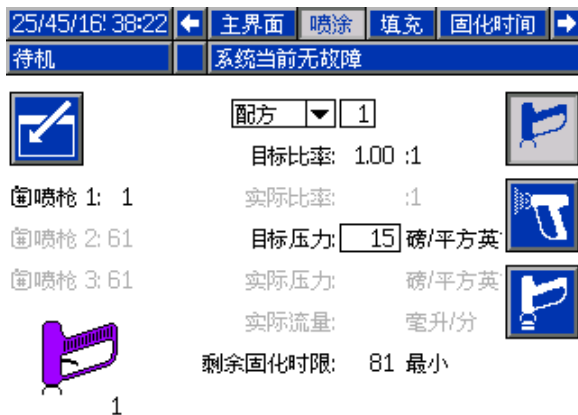 25/45/16! 38:22 主界面 喷涂 填充 固化时间
待机 系统当前无故障
配方 1
目标比率: 1.00 :1
喷枪 1: 1 实际比率: :1
喷枪 2: 61 目标压力: 15 磅/平方英
喷枪 3: 61 实际压力: 磅/平方英
实际流量: 毫升/分
剩余固化时限: 81 最小
1